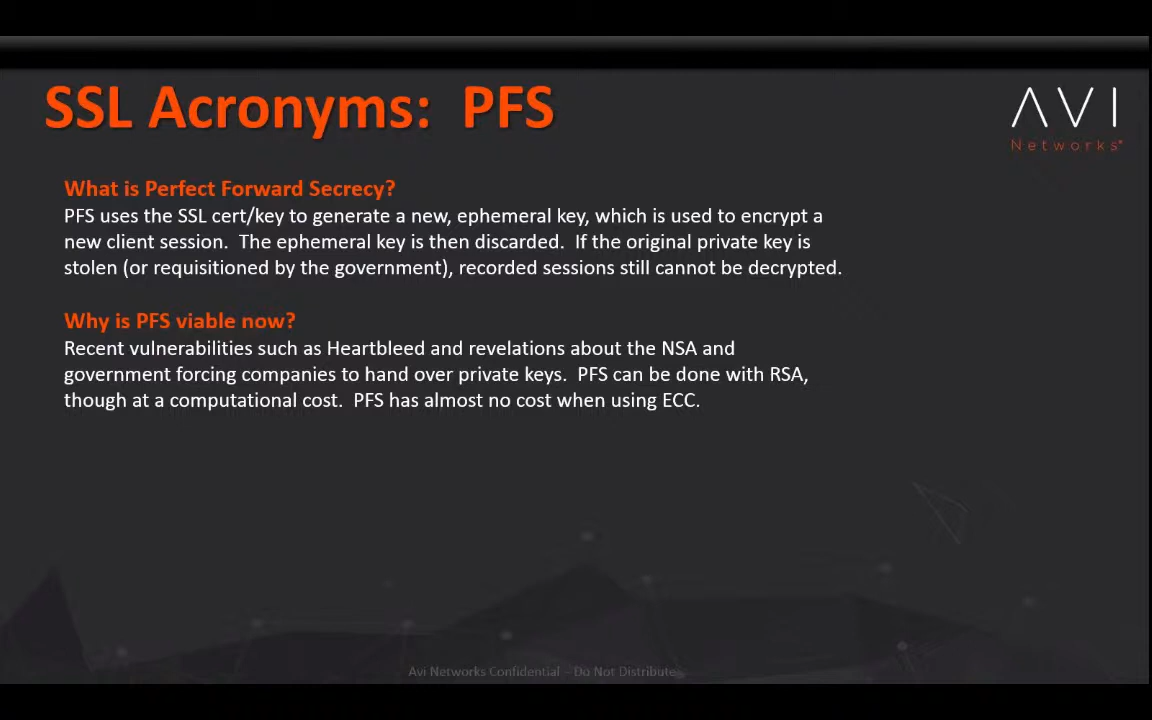 SSL Acronyms: PFS
AVI
Networks
What is Perfect Forward Secrecy?
PFS uses the SSL cert/key to generate a new, ephemeral key, which is used to encrypt a
new client session. The ephemeral key is then discarded. If the original private key is
stolen (or requisitioned by the government), recorded sessions still cannot be decrypted.
Why is PFS viable now?
Recent vulnerabilities such as Heartbleed and revelations about the NSA and
government forcing companies to hand over private keys. PFS can be done with RSA,
though at a computational cost. PFS has almost no cost when using ECC.
Avi Networks Confidential – Do Not Distribute